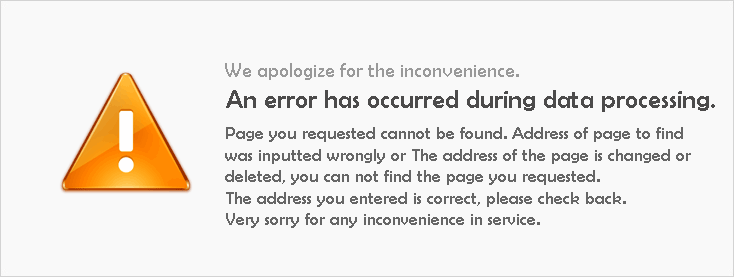 We apologize for the inconvenience.
An error has occurred during data processing.
Page you requested cannot be found. Address of page to find
was inputted wrongly or The address of the page is changed or
deleted, you can not find the page you requested.
The address you entered is correct, please check back.
Very sorry for any inconvenience in service.